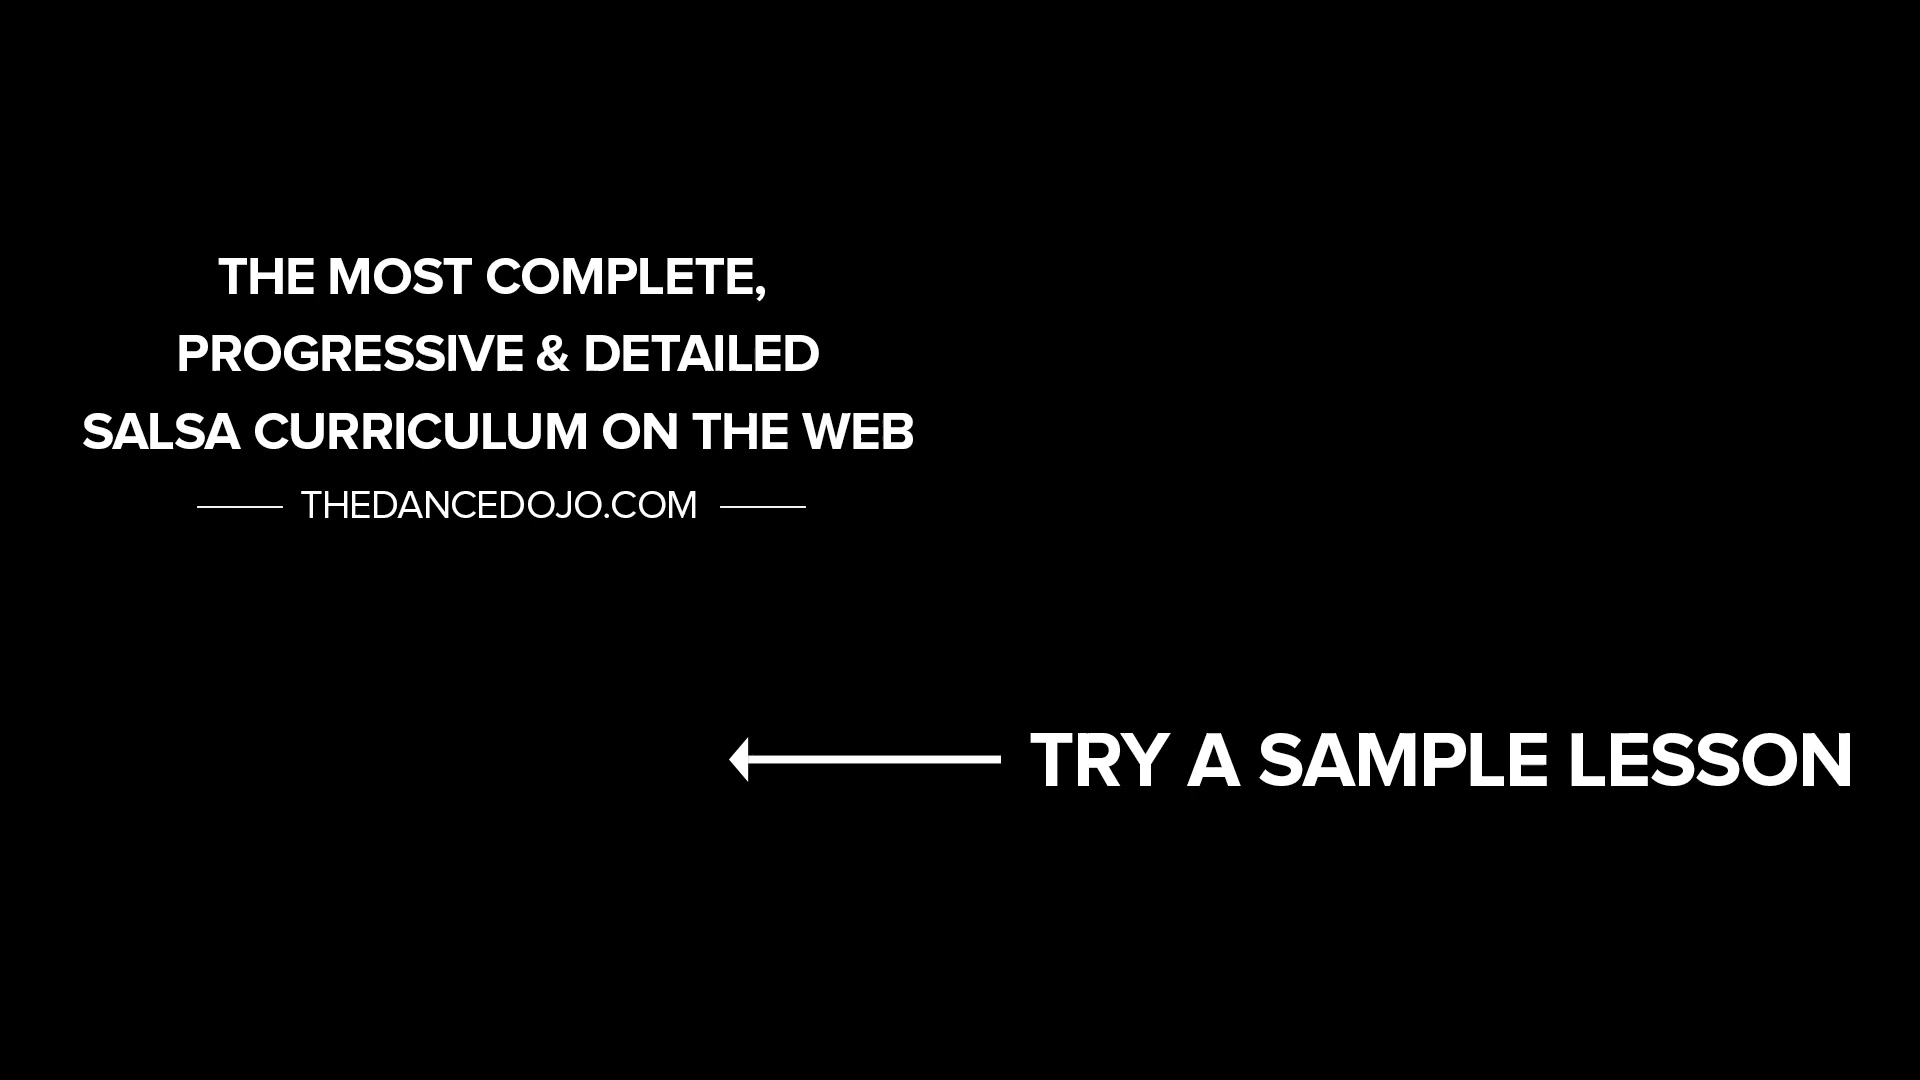 THE MOST COMPLETE,
PROGRESSIVE & DETAILED
SALSA CURRICULUM ON THE WEB
THEDANCEDOJO.COM
TRY A SAMPLE LESSON